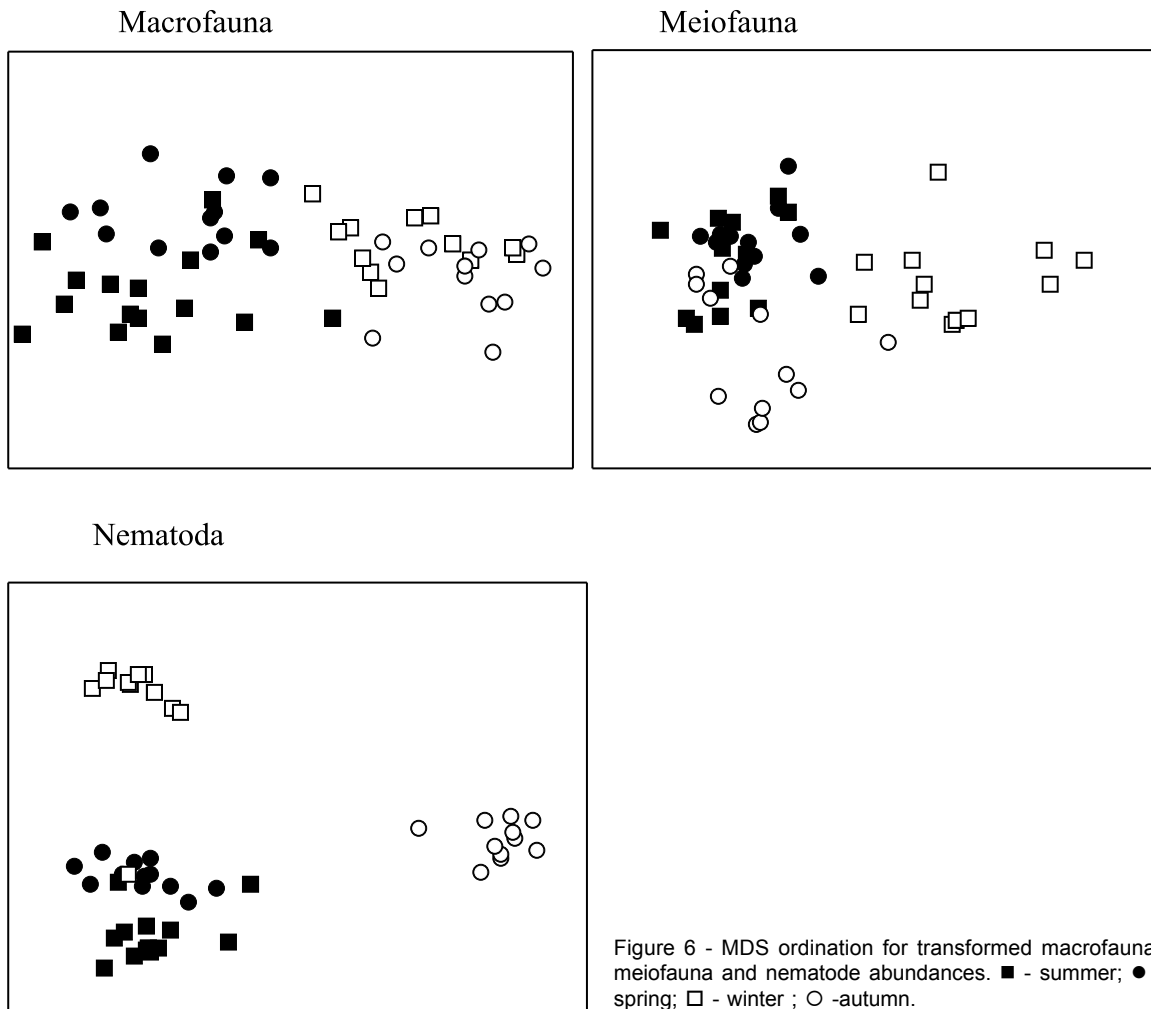 Macrofauna
Meiofauna
Nematoda
Figure 6 - MDS ordination for transformed macrofauna
meiofauna and nematode abundances. ■ - summer; ●
spring; □ - winter ; ○ -autumn.